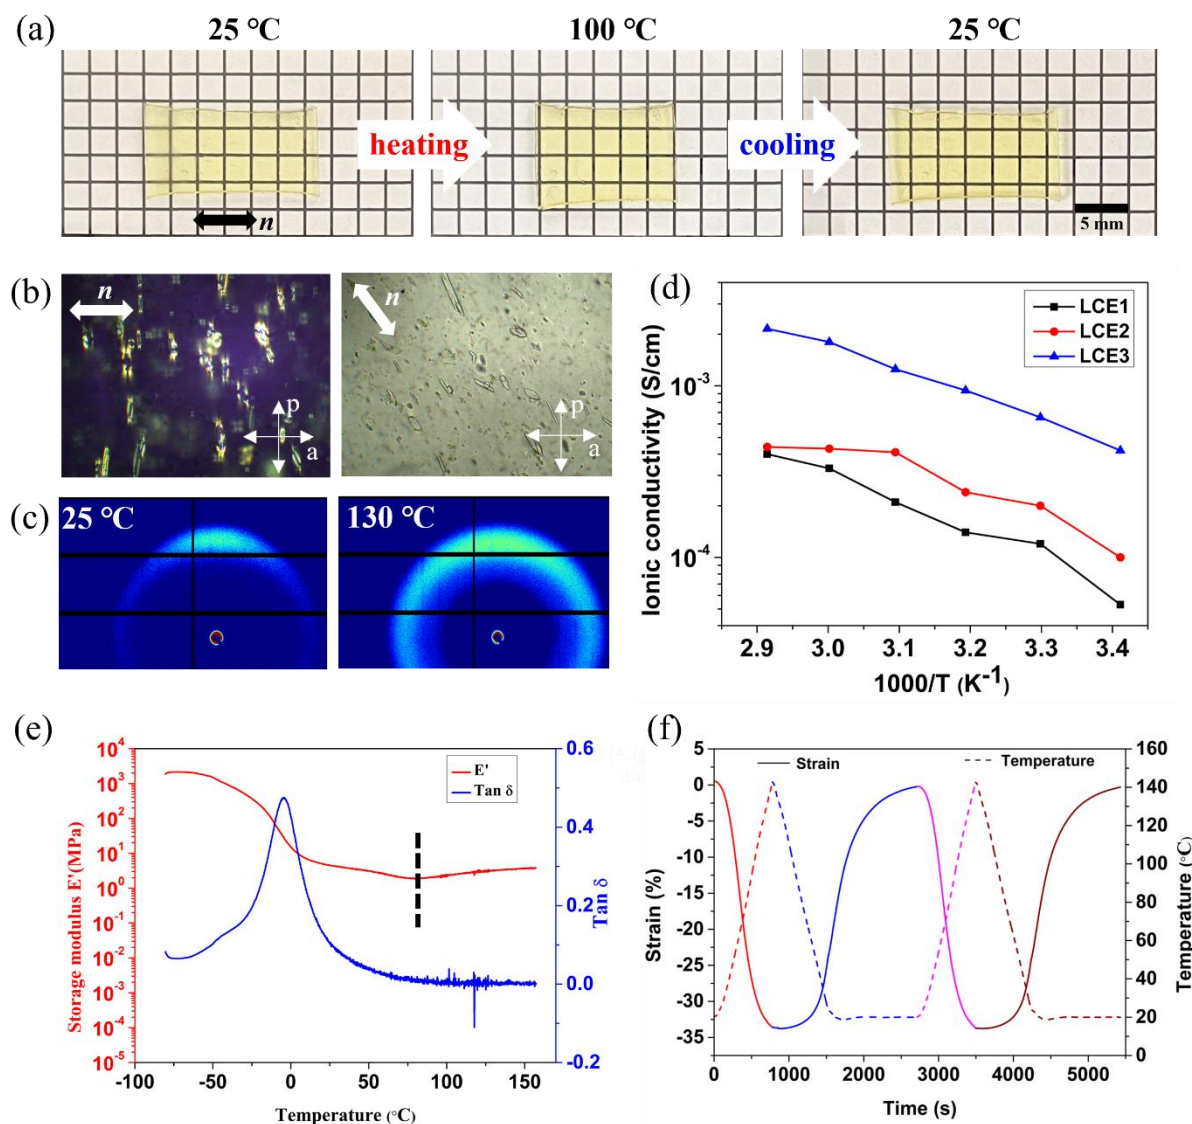 (a)
25 °C
100 °C
25 °C
heating
cooling
n
5 mm
(b)
n
p
a
n
p
a
(c)
25 °C
130 °C
(d)
LCE1
LCE2
LCE3
Ionic conductivity (S/cm)
10-3
10-4
2.9 3.0 3.1 3.2 3.3 3.4
1000/T (K-1)
(e)
E'
Tan δ
Storage modulus E'(MPa)
104
103
102
101
100
10-1
10-2
10-3
10-4
10-5
-100 -50 0 50 100 150
Temperature (°C)
0.6
0.4
0.2
0.0
-0.2
Tan δ
(f)
Strain
Temperature
Strain (%)
5
0
-5
-10
-15
-20
-25
-30
-35
0 1000 2000 3000 4000 5000
Time (s)
160
140
120
100
80
60
40
20
0
Temperature (°C)